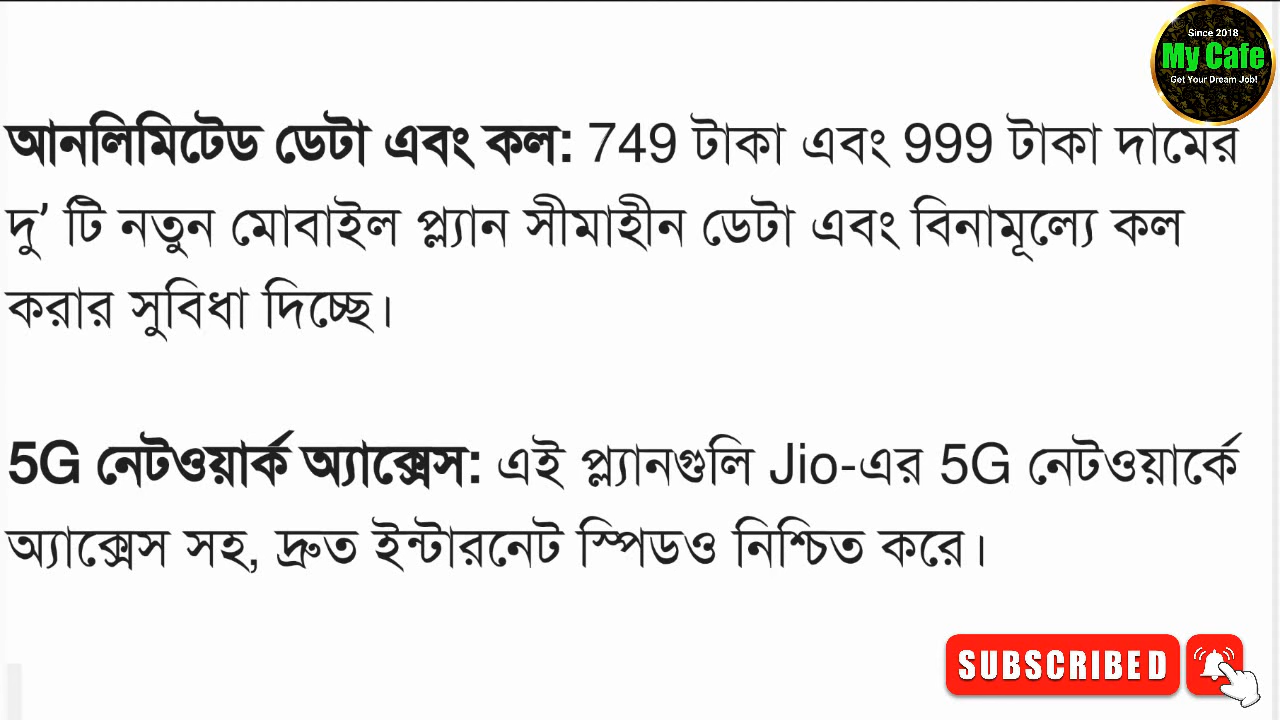 Since 2018
My Cafe
Get Your Dream Job!
আনলিমিটেড ডেটা এবং কল: 749 টাকা এবং 999 টাকা দামের
দু’ টি নতুন মোবাইল প্ল্যান সীমাহীন ডেটা এবং বিনামূল্যে কল
করার সুবিধা দিচ্ছে।
5G নেটওয়ার্ক অ্যাক্সেস: এই প্ল্যানগুলি Jio-এর 5G নেটওয়ার্কে
অ্যাক্সেস সহ, দ্রুত ইন্টারনেট স্পিডও নিশ্চিত করে।
SUBSCRIBED